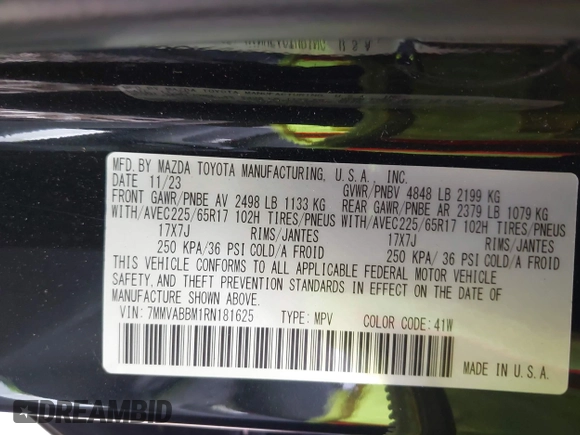 MFD. BY MAZDA TOYOTA MANUFACTURING, U.S.A., INC.
DATE 11/23 GVWR/PNBV 4848 LB 2199 KG
FRONT GAWR/PNBE AV 2498 LB 1133 KG REAR GAWR/PNBE AR 2379 LB 1079 KG
WITH/AVEC225/65R17 102H TIRES/PNEUS WITH/AVEC225/65R17 102H TIRES/PNEUS
17X7J RIMS/JANTES 17X7J RIMS/JANTES
250 KPA/36 PSI COLD/A FROID 250 KPA/ 36 PSI COLD/A FROID
THIS VEHICLE CONFORMS TO ALL APPLICABLE FEDERAL MOTOR VEHICLE
SAFETY, AND THEFT PREVENTION STANDARDS IN EFFECT ON THE DATE OF
MANUFACTURE SHOWN ABOVE.
VIN: 7MMVABBM1RN181625 TYPE: MPV COLOR CODE: 41W
MADE IN U.S.A.
DREAMBID